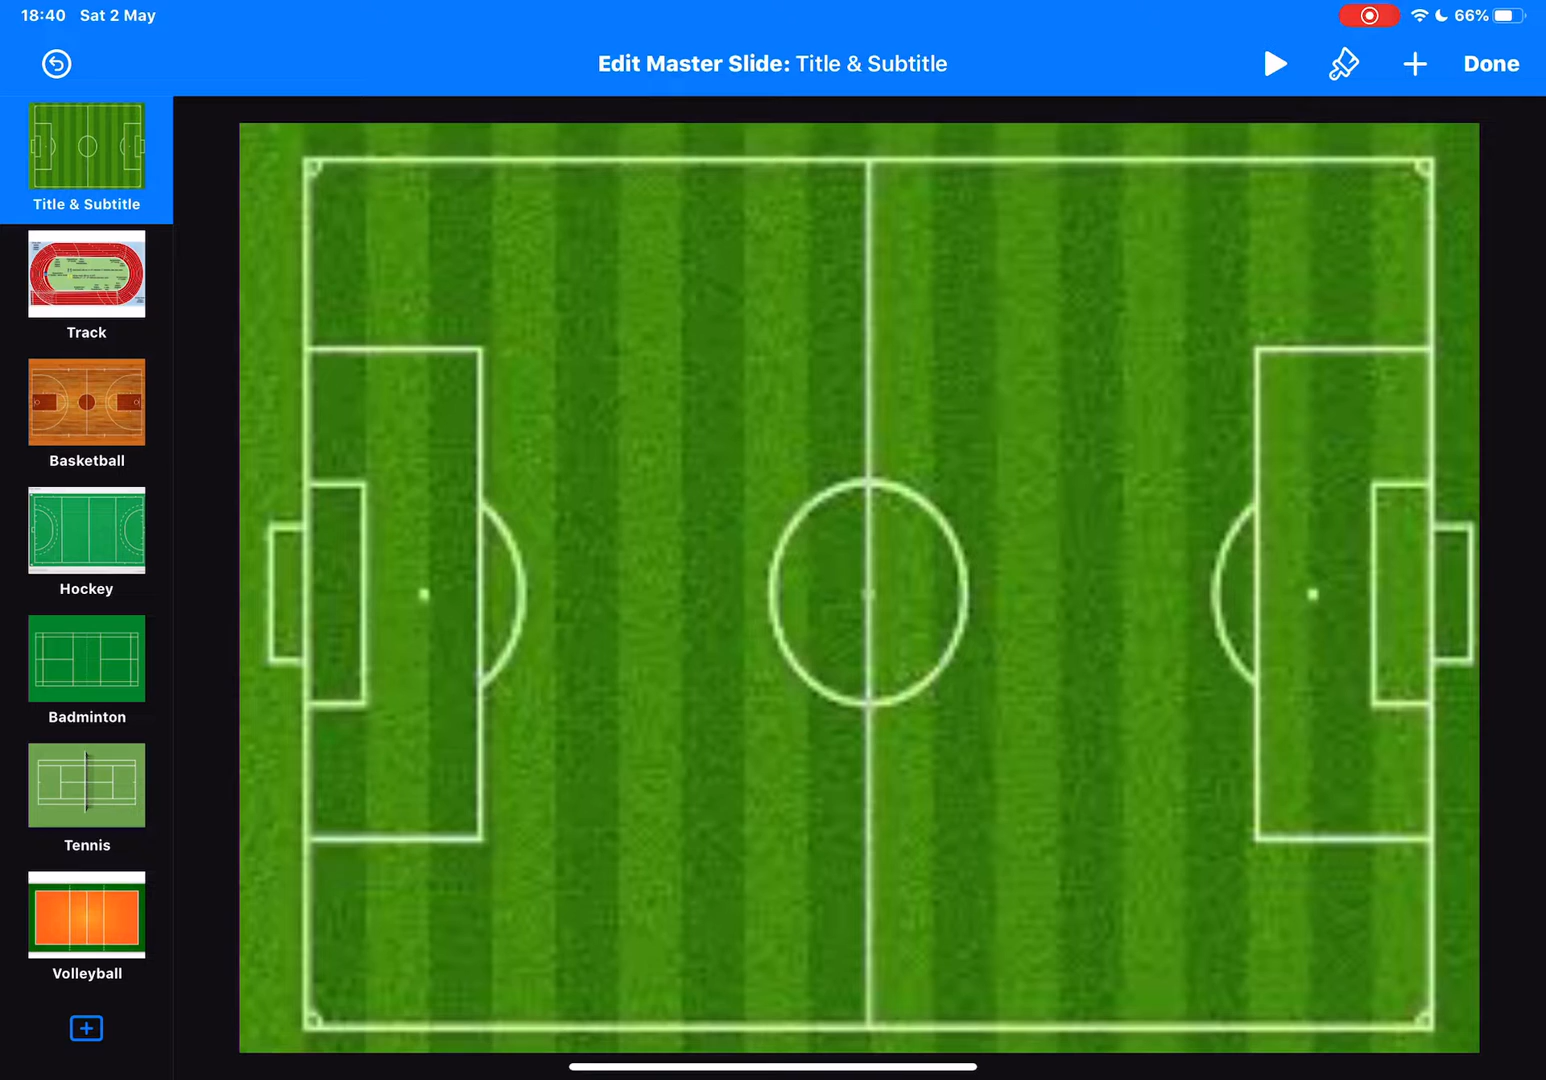 18:40 Sat 2 May
66%
Edit Master Slide: Title & Subtitle
Done
Title & Subtitle
Track
Basketball
Hockey
Badminton
Tennis
Volleyball